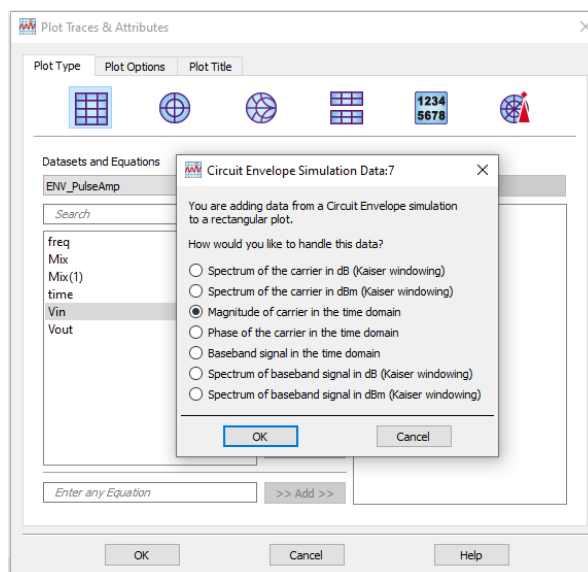 Plot Traces & Attributes
Plot Type
Plot Options
Plot Title
1234
5678
Datasets and Equations
ENV_PulseAmp
Search
freq
Mix
Mix(1)
time
Vin
Vout
Circuit Envelope Simulation Data:7
You are adding data from a Circuit Envelope simulation
to a rectangular plot.
How would you like to handle this data?
Spectrum of the carrier in dB (Kaiser windowing)
Spectrum of the carrier in dBm (Kaiser windowing)
Magnitude of carrier in the time domain
Phase of the carrier in the time domain
Baseband signal in the time domain
Spectrum of baseband signal in dB (Kaiser windowing)
Spectrum of baseband signal in dBm (Kaiser windowing)
OK
Cancel
Enter any Equation
>> Add >>
OK
Cancel
Help